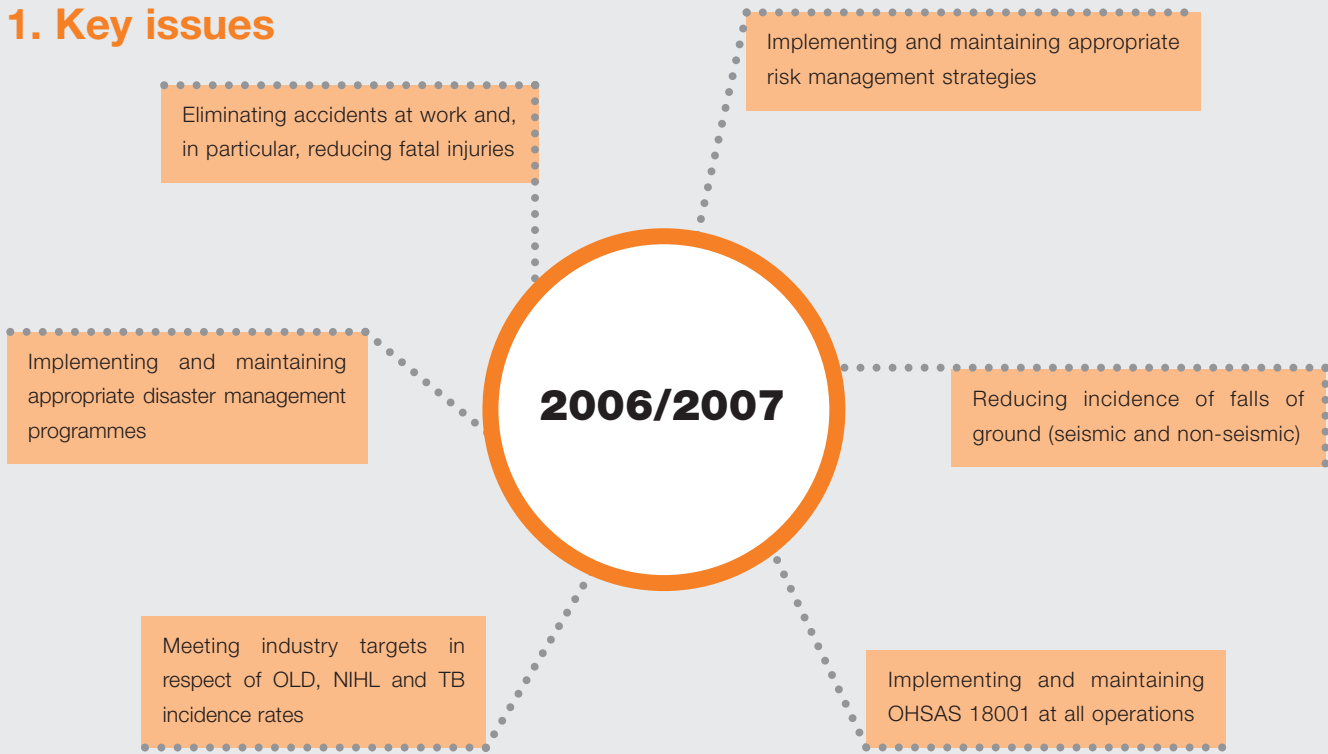 1. Key issues
Implementing and maintaining appropriate
risk management strategies
Eliminating accidents at work and,
in particular, reducing fatal injuries
Implementing and maintaining
appropriate disaster management
programmes
2006/2007
Reducing incidence of falls of
ground (seismic and non-seismic)
Meeting industry targets in
respect of OLD, NIHL and TB
incidence rates
Implementing and maintaining
OHSAS 18001 at all operations